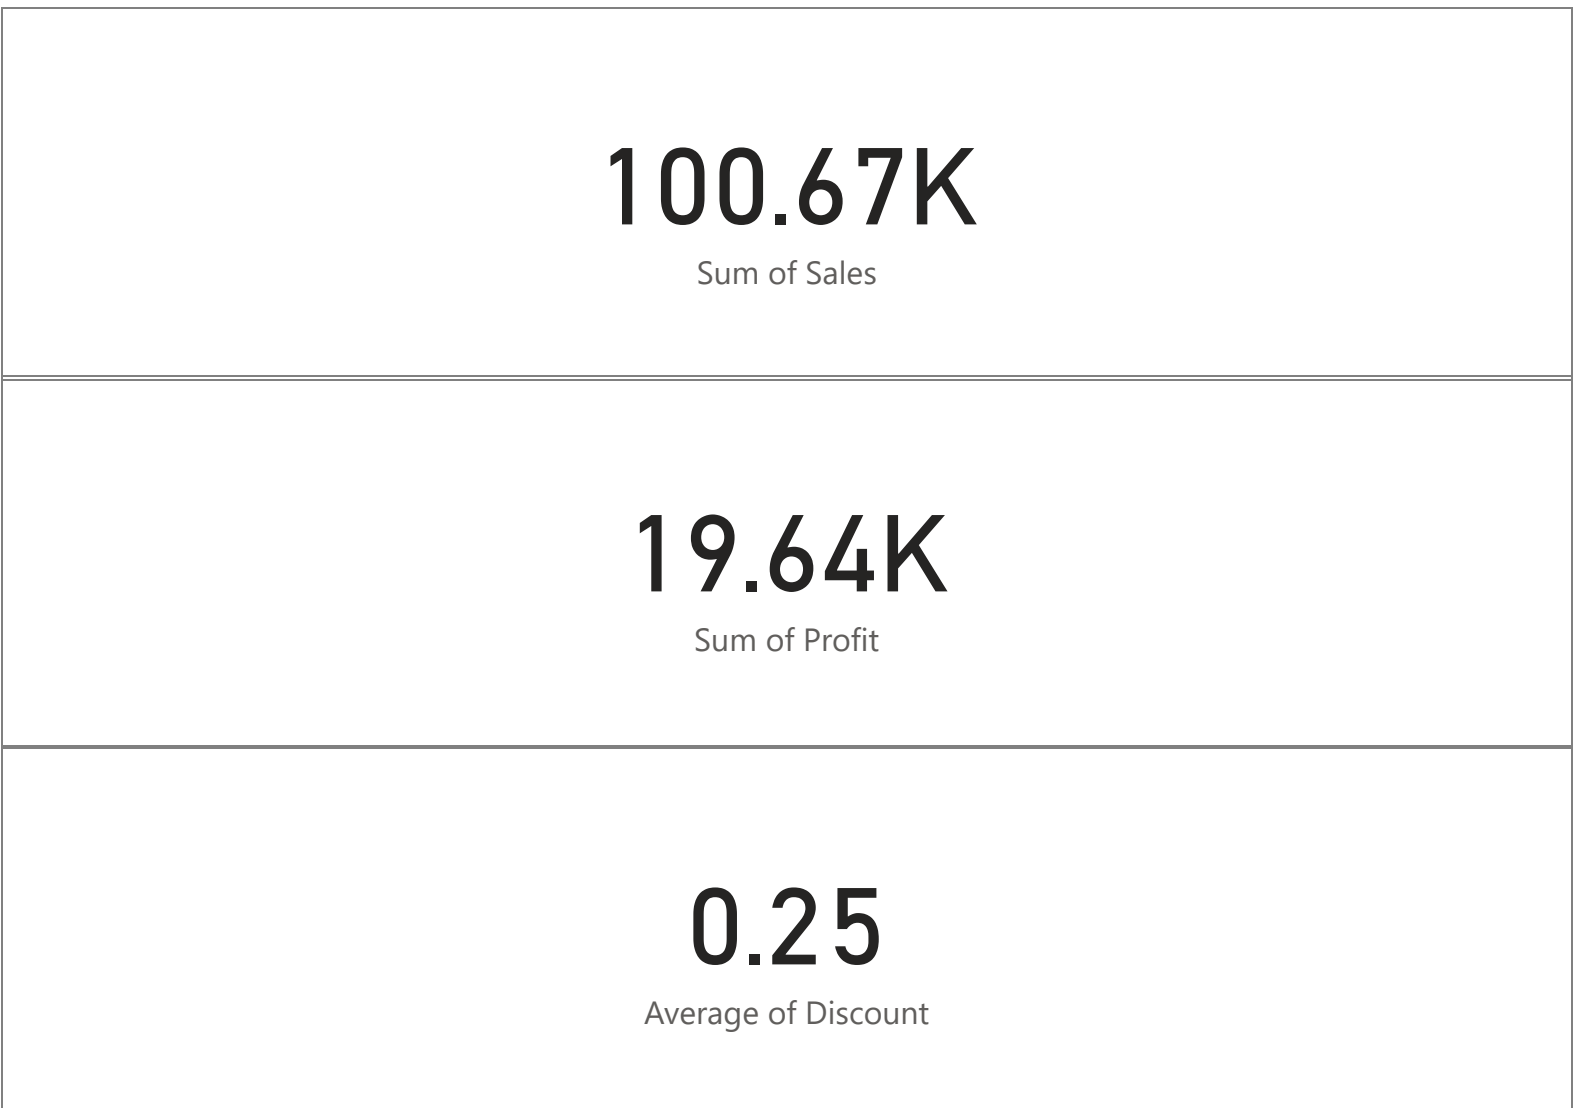 100.67K
Sum of Sales
19.64K
Sum of Profit
0.25
Average of Discount